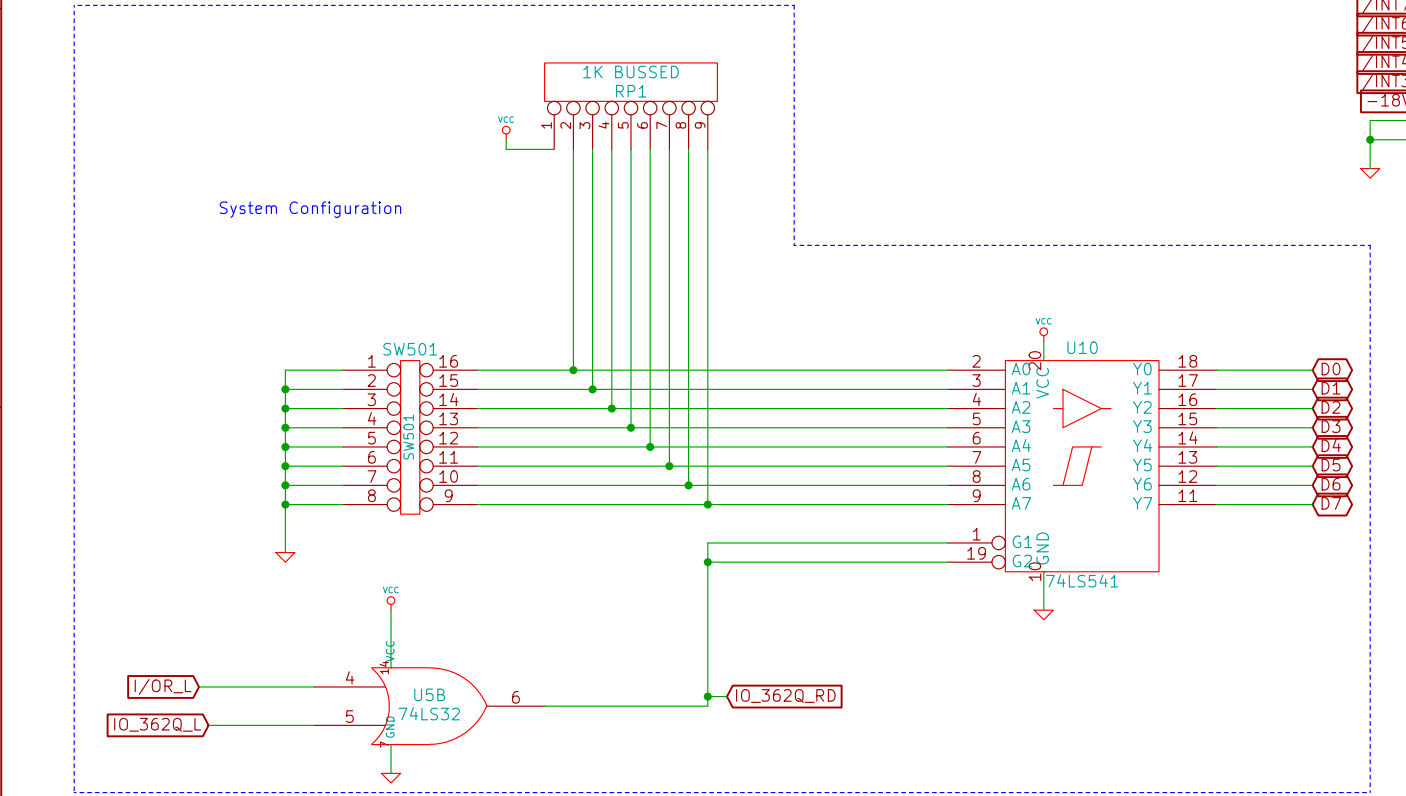 /INT6
/INT5
/INT4
-18V
1K BUSSED
RP1
VCC
1 2 3 4 5 6 7 8 9
System Configuration
VCC
SW501
U10
1 16
2 15
3 14
4 13
5 12
6 11
7 10
8 9
SW501
20
VCC
2 A0 Y0 18 D0
3 A1 Y1 17 D1
4 A2 Y2 16 D2
5 A3 Y3 15 D3
6 A4 Y4 14 D4
7 A5 Y5 13 D5
8 A6 Y6 12 D6
9 A7 Y7 11 D7
1 G1
19 G2
GND
10
74LS541
VCC
VCC
14
I/OR_L 4
U5B
74LS32
6
IO_362Q_RD
IO_362Q_L 5
GND
7